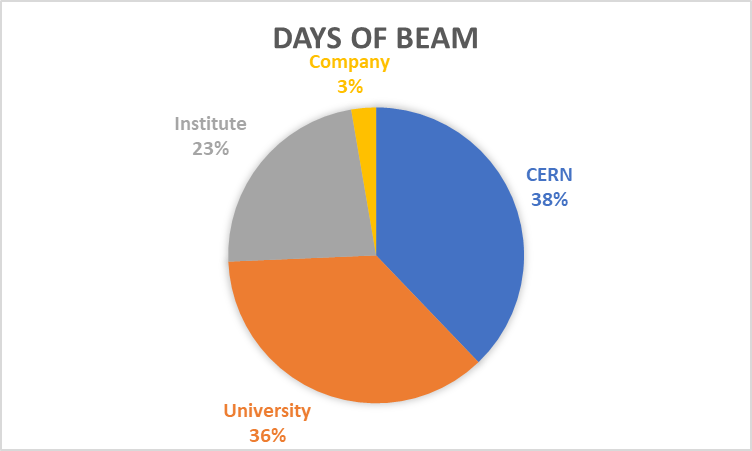 DAYS OF BEAM
Company
3%
Institute
23%
CERN
38%
University
36%